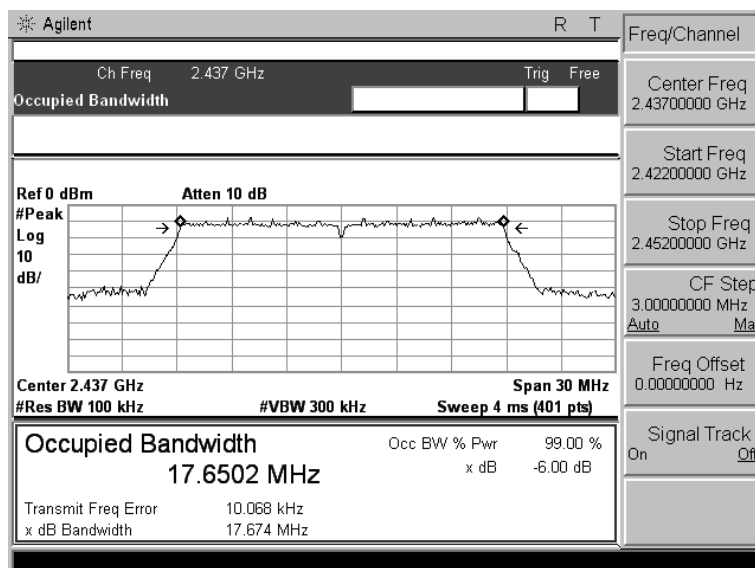 Agilent R T
Ch Freq 2.437 GHz Trig Free
Occupied Bandwidth
Ref 0 dBm Atten 10 dB
#Peak
Log
10
dB/
Center 2.437 GHz Span 30 MHz
#Res BW 100 kHz #VBW 300 kHz Sweep 4 ms (401 pts)
Occupied Bandwidth
17.6502 MHz
Occ BW % Pwr 99.00 %
x dB -6.00 dB
Transmit Freq Error 10.068 kHz
x dB Bandwidth 17.674 MHz
Freq/Channel
Center Freq
2.43700000 GHz
Start Freq
2.42200000 GHz
Stop Freq
2.45200000 GHz
CF Step
3.00000000 MHz
Auto Ma
Freq Offset
0.00000000 Hz
Signal Track
On Off